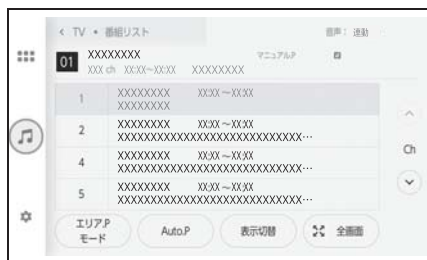 < TV • 番組リスト 音声： 連動
01 XXXXXXXX マニュアルP
XXX ch XX:XX～XX:XX XXXXXXXX
1 XXXXXXXX XX:XX～XX:XX
XXXXXXXX
2 XXXXXXXX XX:XX～XX:XX
XXXXXXXXXXXXXXXXXXXXXXXXXXXX…
4 XXXXXXXX XX:XX～XX:XX
XXXXXXXXXXXXXXXXXXXXXXXXXXXX…
5 XXXXXXXX XX:XX～XX:XX
XXXXXXXXXXXXXXXXXXXXXXXXXXXX…
Ch
エリア.P
モード
Auto.P
表示切替
全画面